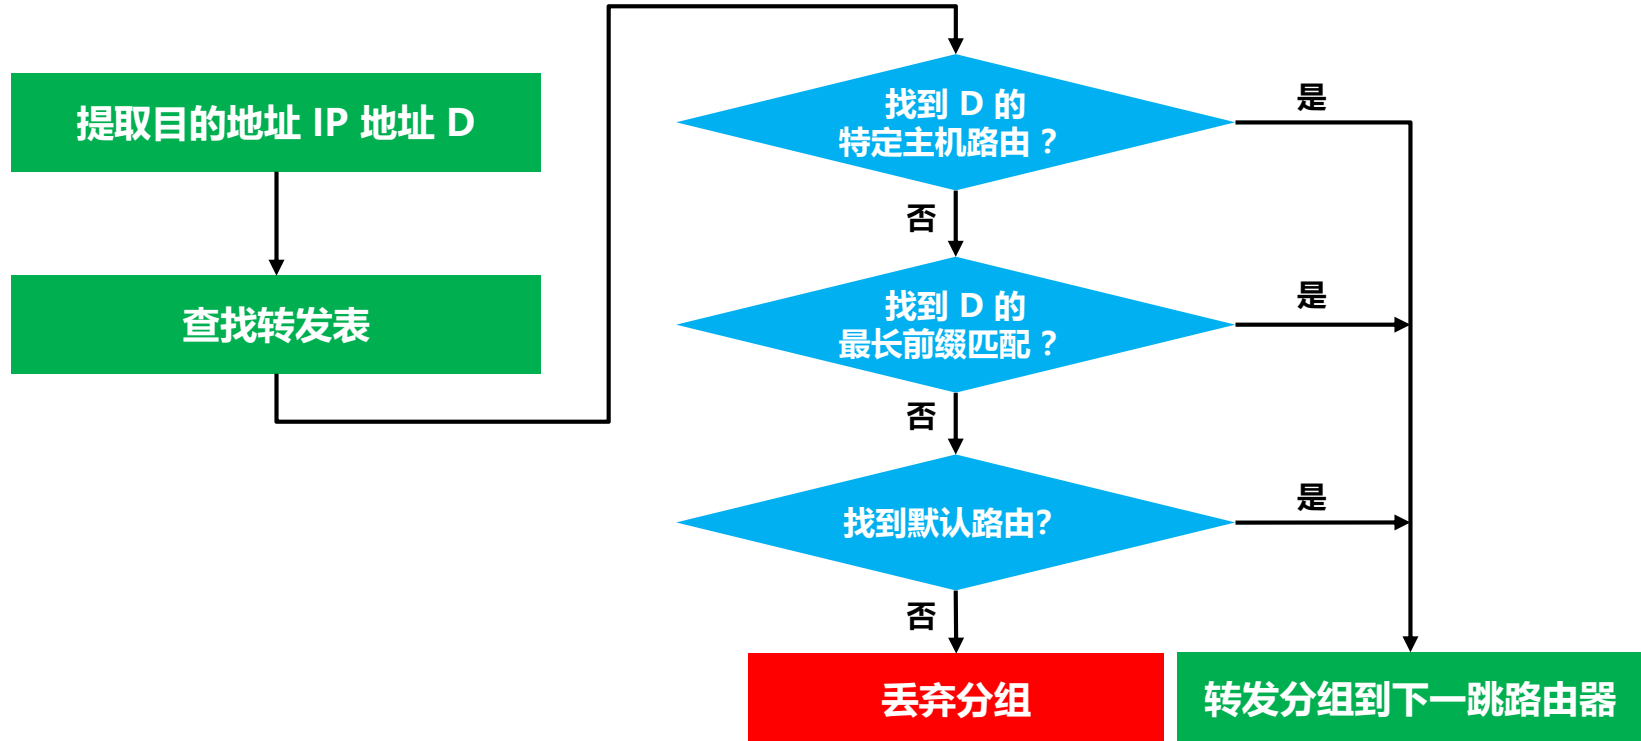 提取目的地址 IP 地址 D
查找转发表
找到 D 的
特定主机路由？
是
否
找到 D 的
最长前缀匹配？
是
否
找到默认路由?
是
否
丢弃分组
转发分组到下一跳路由器